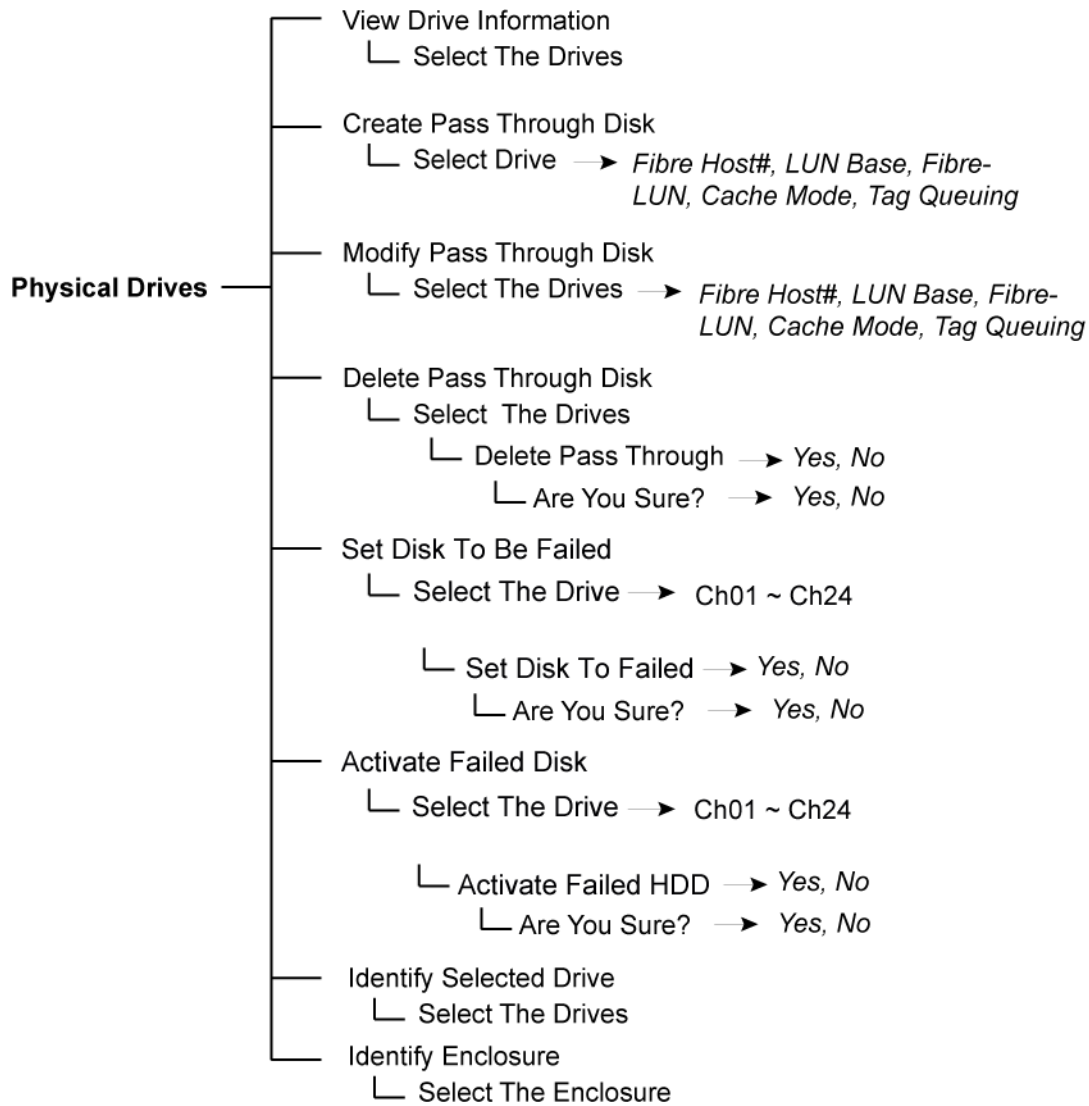 View Drive Information
Select The Drives
Create Pass Through Disk
Select Drive
Fibre Host#, LUN Base, Fibre-
LUN, Cache Mode, Tag Queuing
Modify Pass Through Disk
Physical Drives
Select The Drives
Fibre Host#, LUN Base, Fibre-
LUN, Cache Mode, Tag Queuing
Delete Pass Through Disk
Select The Drives
Delete Pass Through
Yes, No
Are You Sure?
Yes, No
Set Disk To Be Failed
Select The Drive
Ch01 ~ Ch24
Set Disk To Failed
Yes, No
Are You Sure?
Yes, No
Activate Failed Disk
Select The Drive
Ch01 ~ Ch24
Activate Failed HDD
Yes, No
Are You Sure?
Yes, No
Identify Selected Drive
Select The Drives
Identify Enclosure
Select The Enclosure